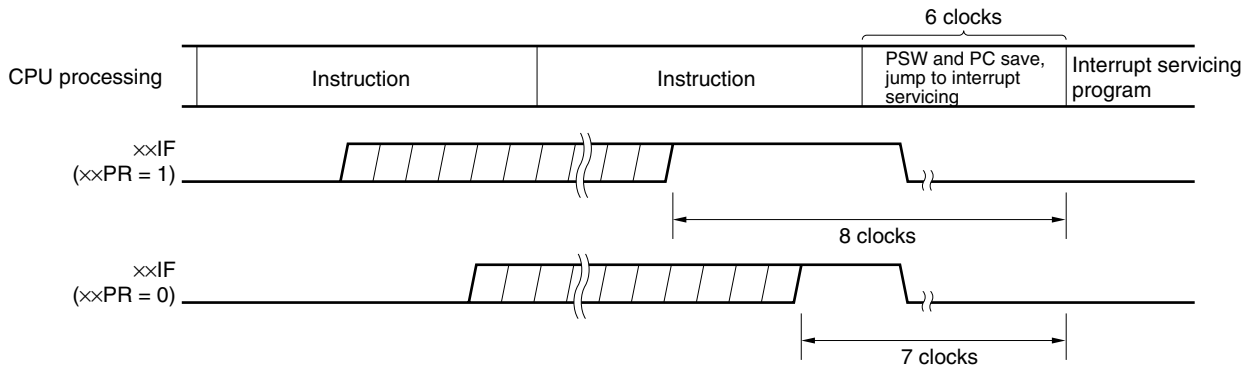 6 clocks
CPU processing
Instruction
Instruction
PSW and PC save,
jump to interrupt
servicing
Interrupt servicing
program
××IF
(××PR = 1)
8 clocks
××IF
(××PR = 0)
7 clocks